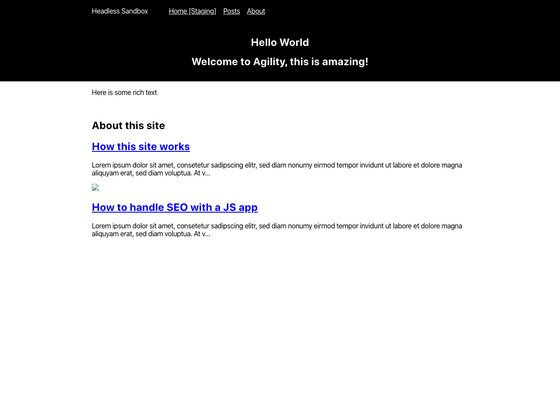 Headless Sandbox Home [Staging] Posts About
Hello World
Welcome to Agility, this is amazing!
Here is some rich text
About this site
How this site works
Lorem ipsum dolor sit amet, consetetur sadipscing elitr, sed diam nonumy eirmod tempor invidunt ut labore et dolore magna
aliquyam erat, sed diam voluptua. At v...
How to handle SEO with a JS app
Lorem ipsum dolor sit amet, consetetur sadipscing elitr, sed diam nonumy eirmod tempor invidunt ut labore et dolore magna
aliquyam erat, sed diam voluptua. At v...